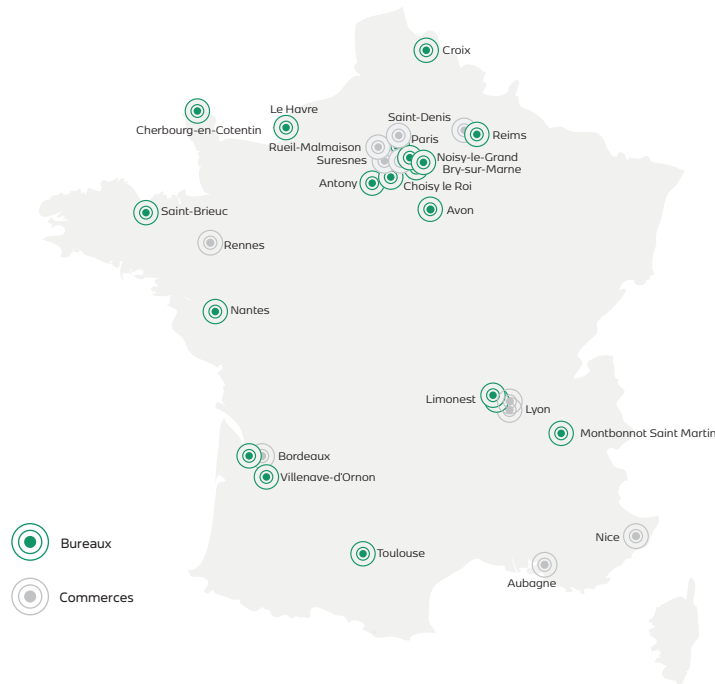 Croix
Le Havre
Cherbourg-en-Cotentin
Saint-Denis
Reims
Paris
Rueil-Malmaison
Suresnes
Noisy-le-Grand
Bry-sur-Marne
Antony
Choisy le Roi
Saint-Brieuc
Avon
Rennes
Nantes
Limonest
Lyon
Montbonnot Saint Martin
Bordeaux
Villenave-d'Ornon
Nice
Bureaux
Toulouse
Aubagne
Commerces